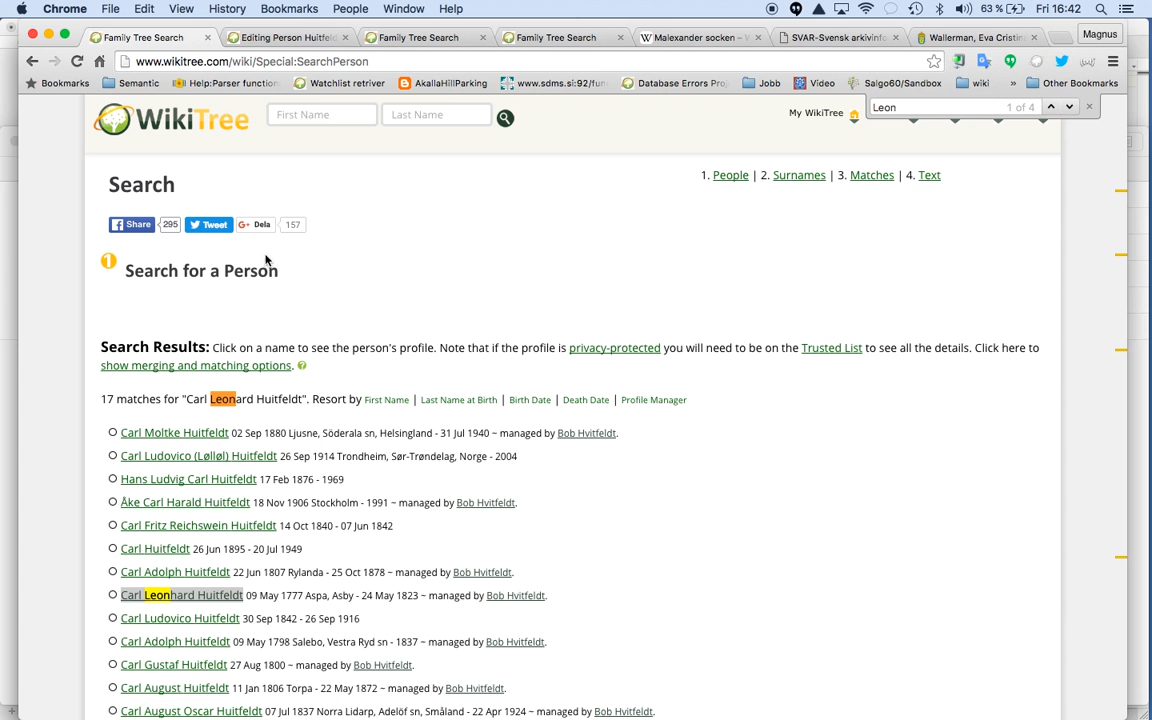 Chrome File Edit View History Bookmarks People Window Help 63 % Fri 16:42
Family Tree Search × Editing Person Huitfel × Family Tree Search × Family Tree Search × Malexander socken – × SVAR-Svensk arkivinfo × Wallerman, Eva Cristin × Magnus
www.wikitree.com/wiki/Special:SearchPerson
Bookmarks Semantic Help:Parser function Watchlist retriver AkallaHillParking www.sdms.si:92/fun Database Errors Pro Jobb Video Salgo60/Sandbox wiki » Other Bookmarks
Leon 1 of 4
WikiTree First Name Last Name My WikiTree
Search
1. People | 2. Surnames | 3. Matches | 4. Text
Share 295 Tweet G+ Dela 157
1 Search for a Person
Search Results: Click on a name to see the person's profile. Note that if the profile is privacy-protected you will need to be on the Trusted List to see all the details. Click here to
show merging and matching options. ?
17 matches for "Carl Leonard Huitfeldt". Resort by First Name | Last Name at Birth | Birth Date | Death Date | Profile Manager
Carl Moltke Huitfeldt 02 Sep 1880 Ljusne, Söderala sn, Helsingland - 31 Jul 1940 ~ managed by Bob Hvitfeldt.
Carl Ludovico (Lølløl) Huitfeldt 26 Sep 1914 Trondheim, Sør-Trøndelag, Norge - 2004
Hans Ludvig Carl Huitfeldt 17 Feb 1876 - 1969
Åke Carl Harald Huitfeldt 18 Nov 1906 Stockholm - 1991 ~ managed by Bob Hvitfeldt.
Carl Fritz Reichswein Huitfeldt 14 Oct 1840 - 07 Jun 1842
Carl Huitfeldt 26 Jun 1895 - 20 Jul 1949
Carl Adolph Huitfeldt 22 Jun 1807 Rylanda - 25 Oct 1878 ~ managed by Bob Hvitfeldt.
Carl Leonhard Huitfeldt 09 May 1777 Aspa, Asby - 24 May 1823 ~ managed by Bob Hvitfeldt.
Carl Ludovico Huitfeldt 30 Sep 1842 - 26 Sep 1916
Carl Adolph Huitfeldt 09 May 1798 Salebo, Vestra Ryd sn - 1837 ~ managed by Bob Hvitfeldt.
Carl Gustaf Huitfeldt 27 Aug 1800 ~ managed by Bob Hvitfeldt.
Carl August Huitfeldt 11 Jan 1806 Torpa - 22 May 1872 ~ managed by Bob Hvitfeldt.
Carl August Oscar Huitfeldt 07 Jul 1837 Norra Lidarp, Adelöf sn, Småland - 22 Apr 1924 ~ managed by Bob Hvitfeldt.